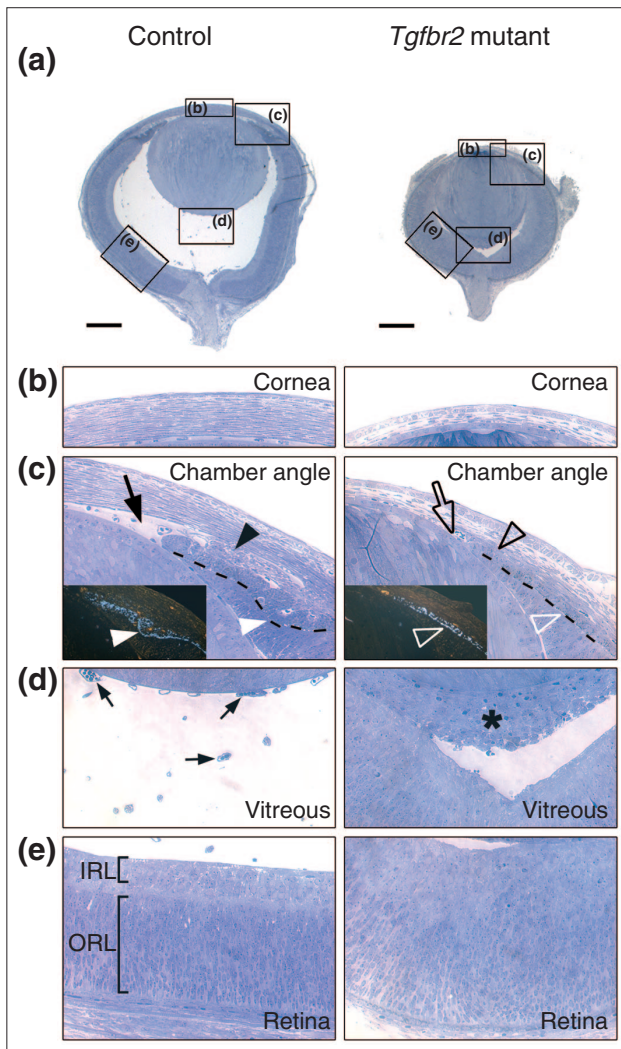 Control
Tgfbr2 mutant
(a)
(b)
(c)
(d)
(e)
(b)
(c)
(d)
(e)
(b)
Cornea
Cornea
(c)
Chamber angle
Chamber angle
(d)
*
Vitreous
Vitreous
(e)
IRL
ORL
Retina
Retina